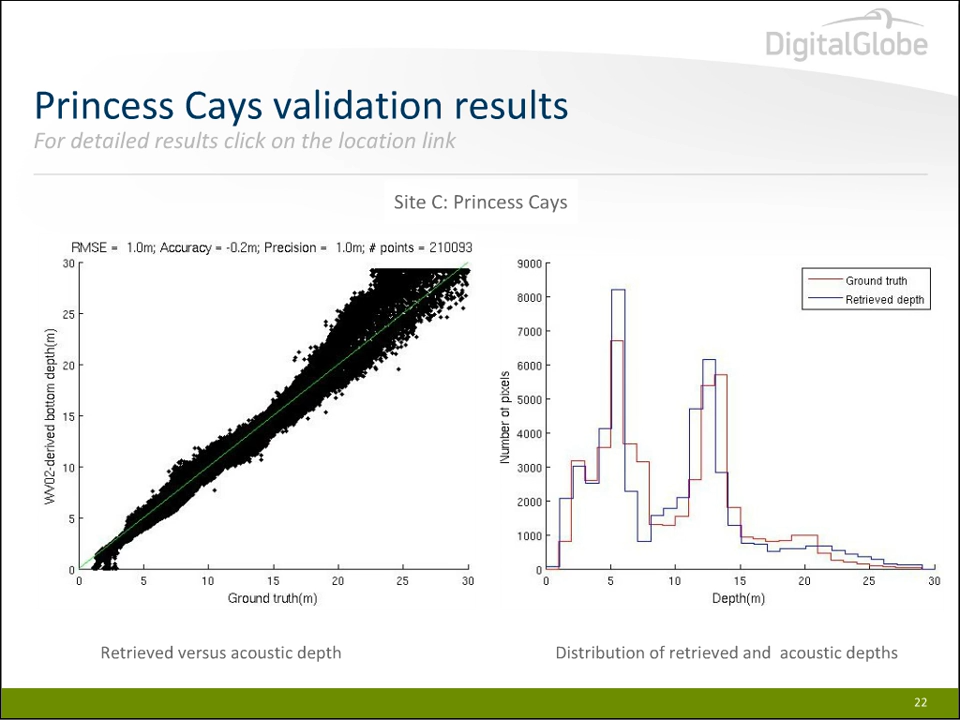 DigitalGlobe
Princess Cays validation results
For detailed results click on the location link
Site C: Princess Cays
RMSE = 1.0m; Accuracy = -0.2m; Precision = 1.0m; # points = 210093
30
25
20
15
10
5
0
WV02-derived bottom depth(m)
0 5 10 15 20 25 30
Ground truth(m)
9000
8000
7000
6000
5000
4000
3000
2000
1000
0
Number of pixels
Ground truth
Retrieved depth
0 5 10 15 20 25 30
Depth(m)
Retrieved versus acoustic depth
Distribution of retrieved and acoustic depths
22